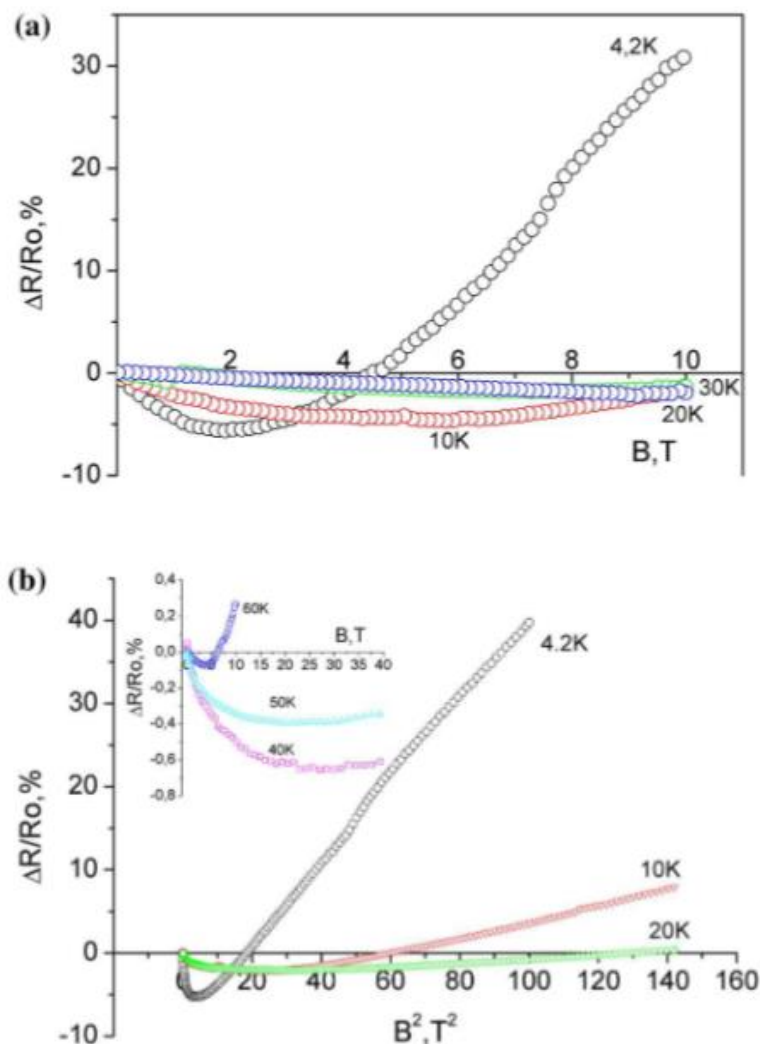 (a)
30
20
10
0
-10
ΔR/Ro,%
4,2K
2 4 6 8 10
30K
20K
10K
B,T
(b)
40
30
20
10
0
-10
ΔR/Ro,%
0,4
0,2
0,0
-0,2
-0,4
-0,6
-0,8
ΔR/Ro,%
60K
B,T
5 10 15 20 25 30 35 40
50K
40K
4.2K
10K
20K
0 20 40 60 80 100 120 140 160
B²,T²